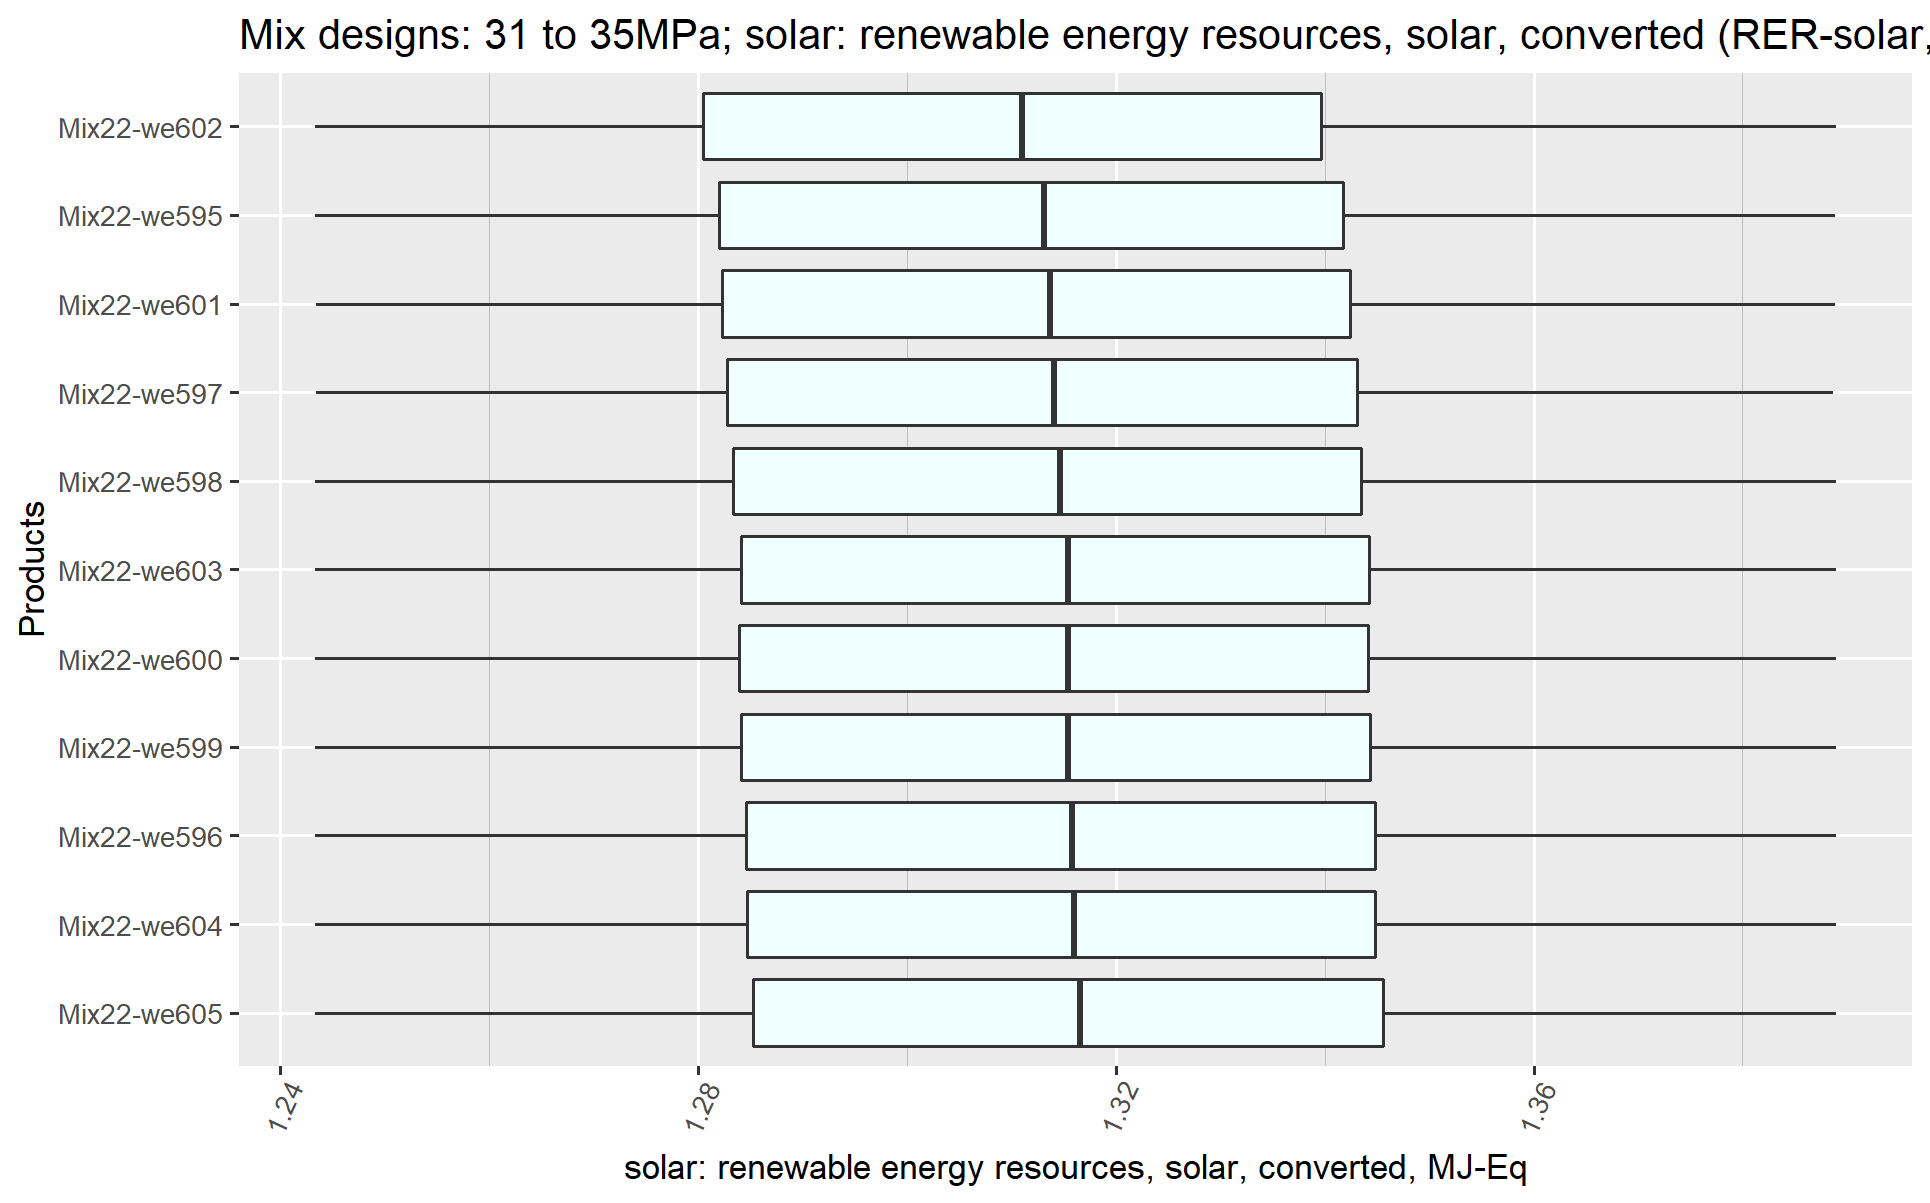 Mix designs: 31 to 35MPa; solar: renewable energy resources, solar, converted (RER-solar,
Mix22-we602
Mix22-we595
Mix22-we601
Mix22-we597
Mix22-we598
Mix22-we603
Mix22-we600
Mix22-we599
Mix22-we596
Mix22-we604
Mix22-we605
Products
1.24
1.28
1.32
1.36
solar: renewable energy resources, solar, converted, MJ-Eq